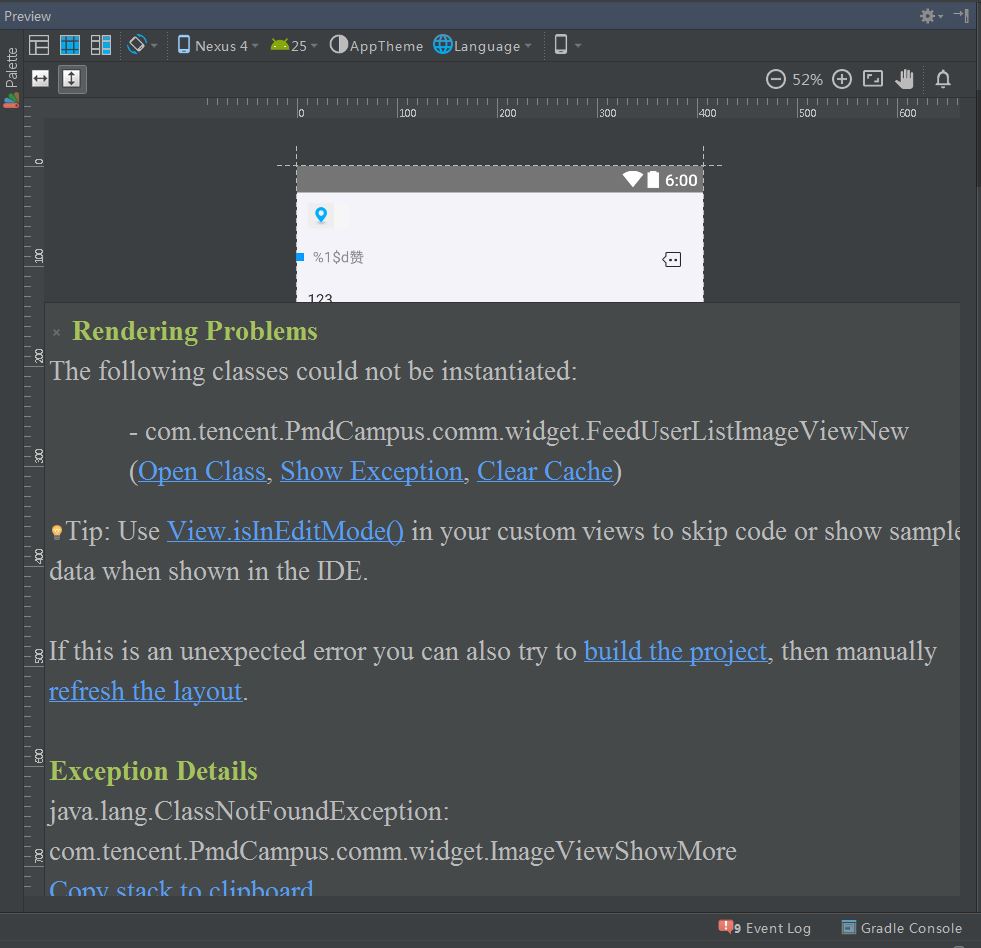 Preview
Palette
Nexus 4 25 AppTheme Language
52%
0 100 200 300 400 500 600
0
100
200
300
400
500
600
700
6:00
%1$d赞
123
× Rendering Problems
The following classes could not be instantiated:
- com.tencent.PmdCampus.comm.widget.FeedUserListImageViewNew
(Open Class, Show Exception, Clear Cache)
Tip: Use View.isInEditMode() in your custom views to skip code or show sample
data when shown in the IDE.
If this is an unexpected error you can also try to build the project, then manually
refresh the layout.
Exception Details
java.lang.ClassNotFoundException:
com.tencent.PmdCampus.comm.widget.ImageViewShowMore
Copy stack to clipboard
9 Event Log Gradle Console